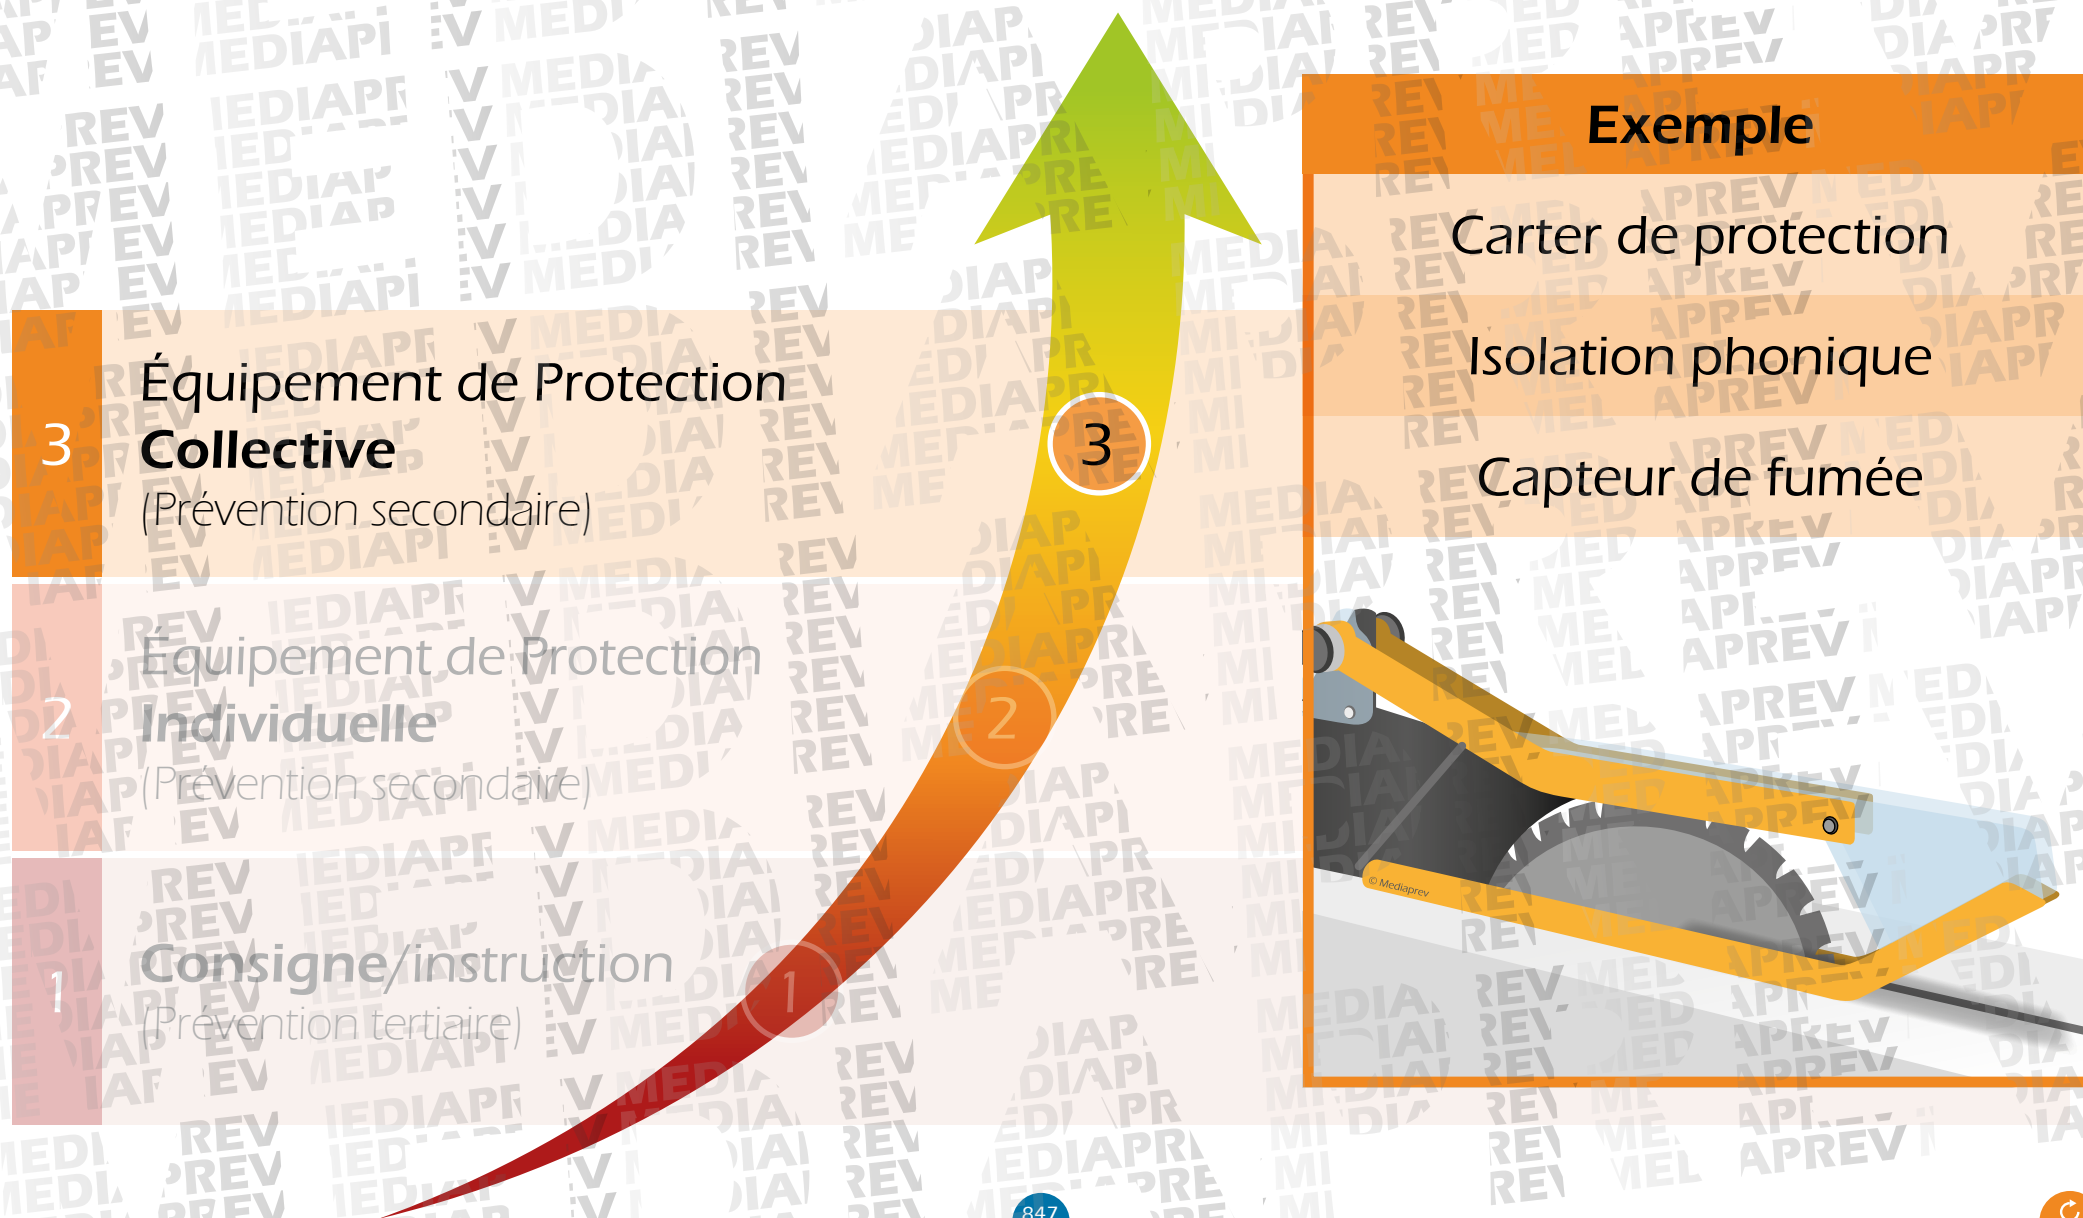 3
Équipement de Protection
Collective
(Prévention secondaire)
3
2
Équipement de Protection
Individuelle
(Prévention secondaire)
2
1
Consigne/instruction
(Prévention tertiaire)
1
Exemple
Carter de protection
Isolation phonique
Capteur de fumée
© Mediaprev
847